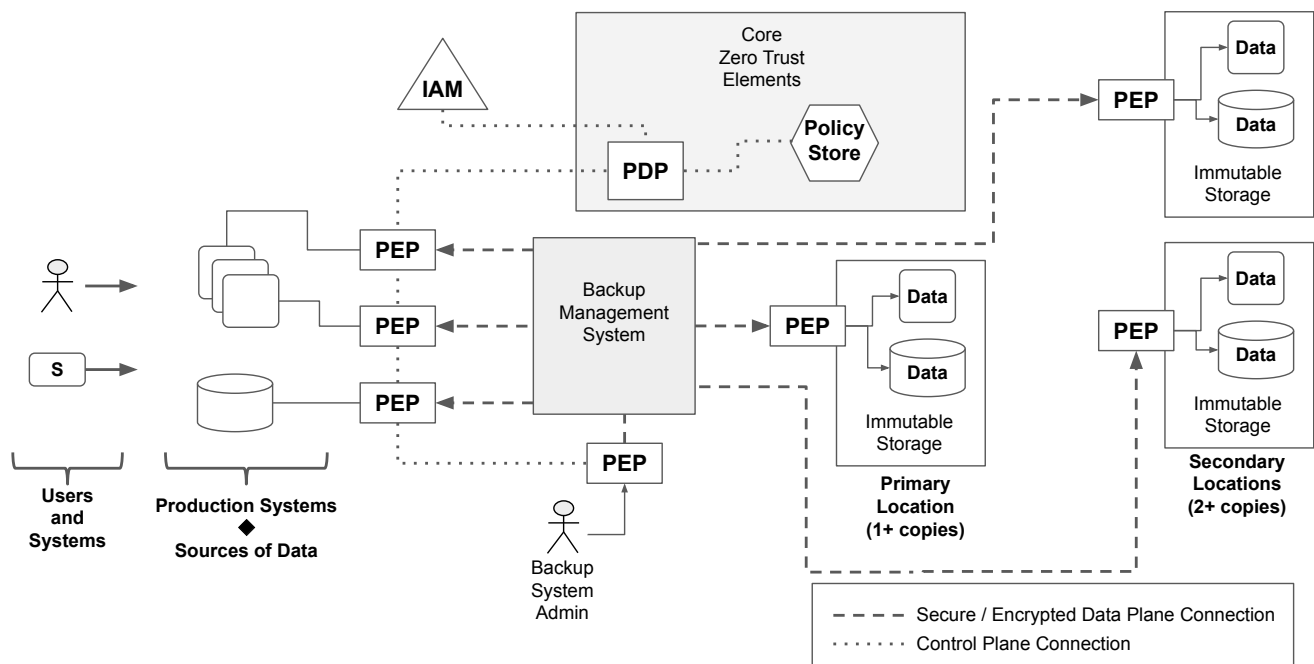 Core
Zero Trust
Elements
IAM
Policy
Store
PDP
PEP
Data
Data
Immutable
Storage
PEP
PEP
PEP
S
Backup
Management
System
PEP
Data
Data
Immutable
Storage
PEP
Data
Data
Immutable
Storage
PEP
Users
and
Systems
Production Systems
◆
Sources of Data
Backup
System
Admin
Primary
Location
(1+ copies)
Secondary
Locations
(2+ copies)
Secure / Encrypted Data Plane Connection
Control Plane Connection